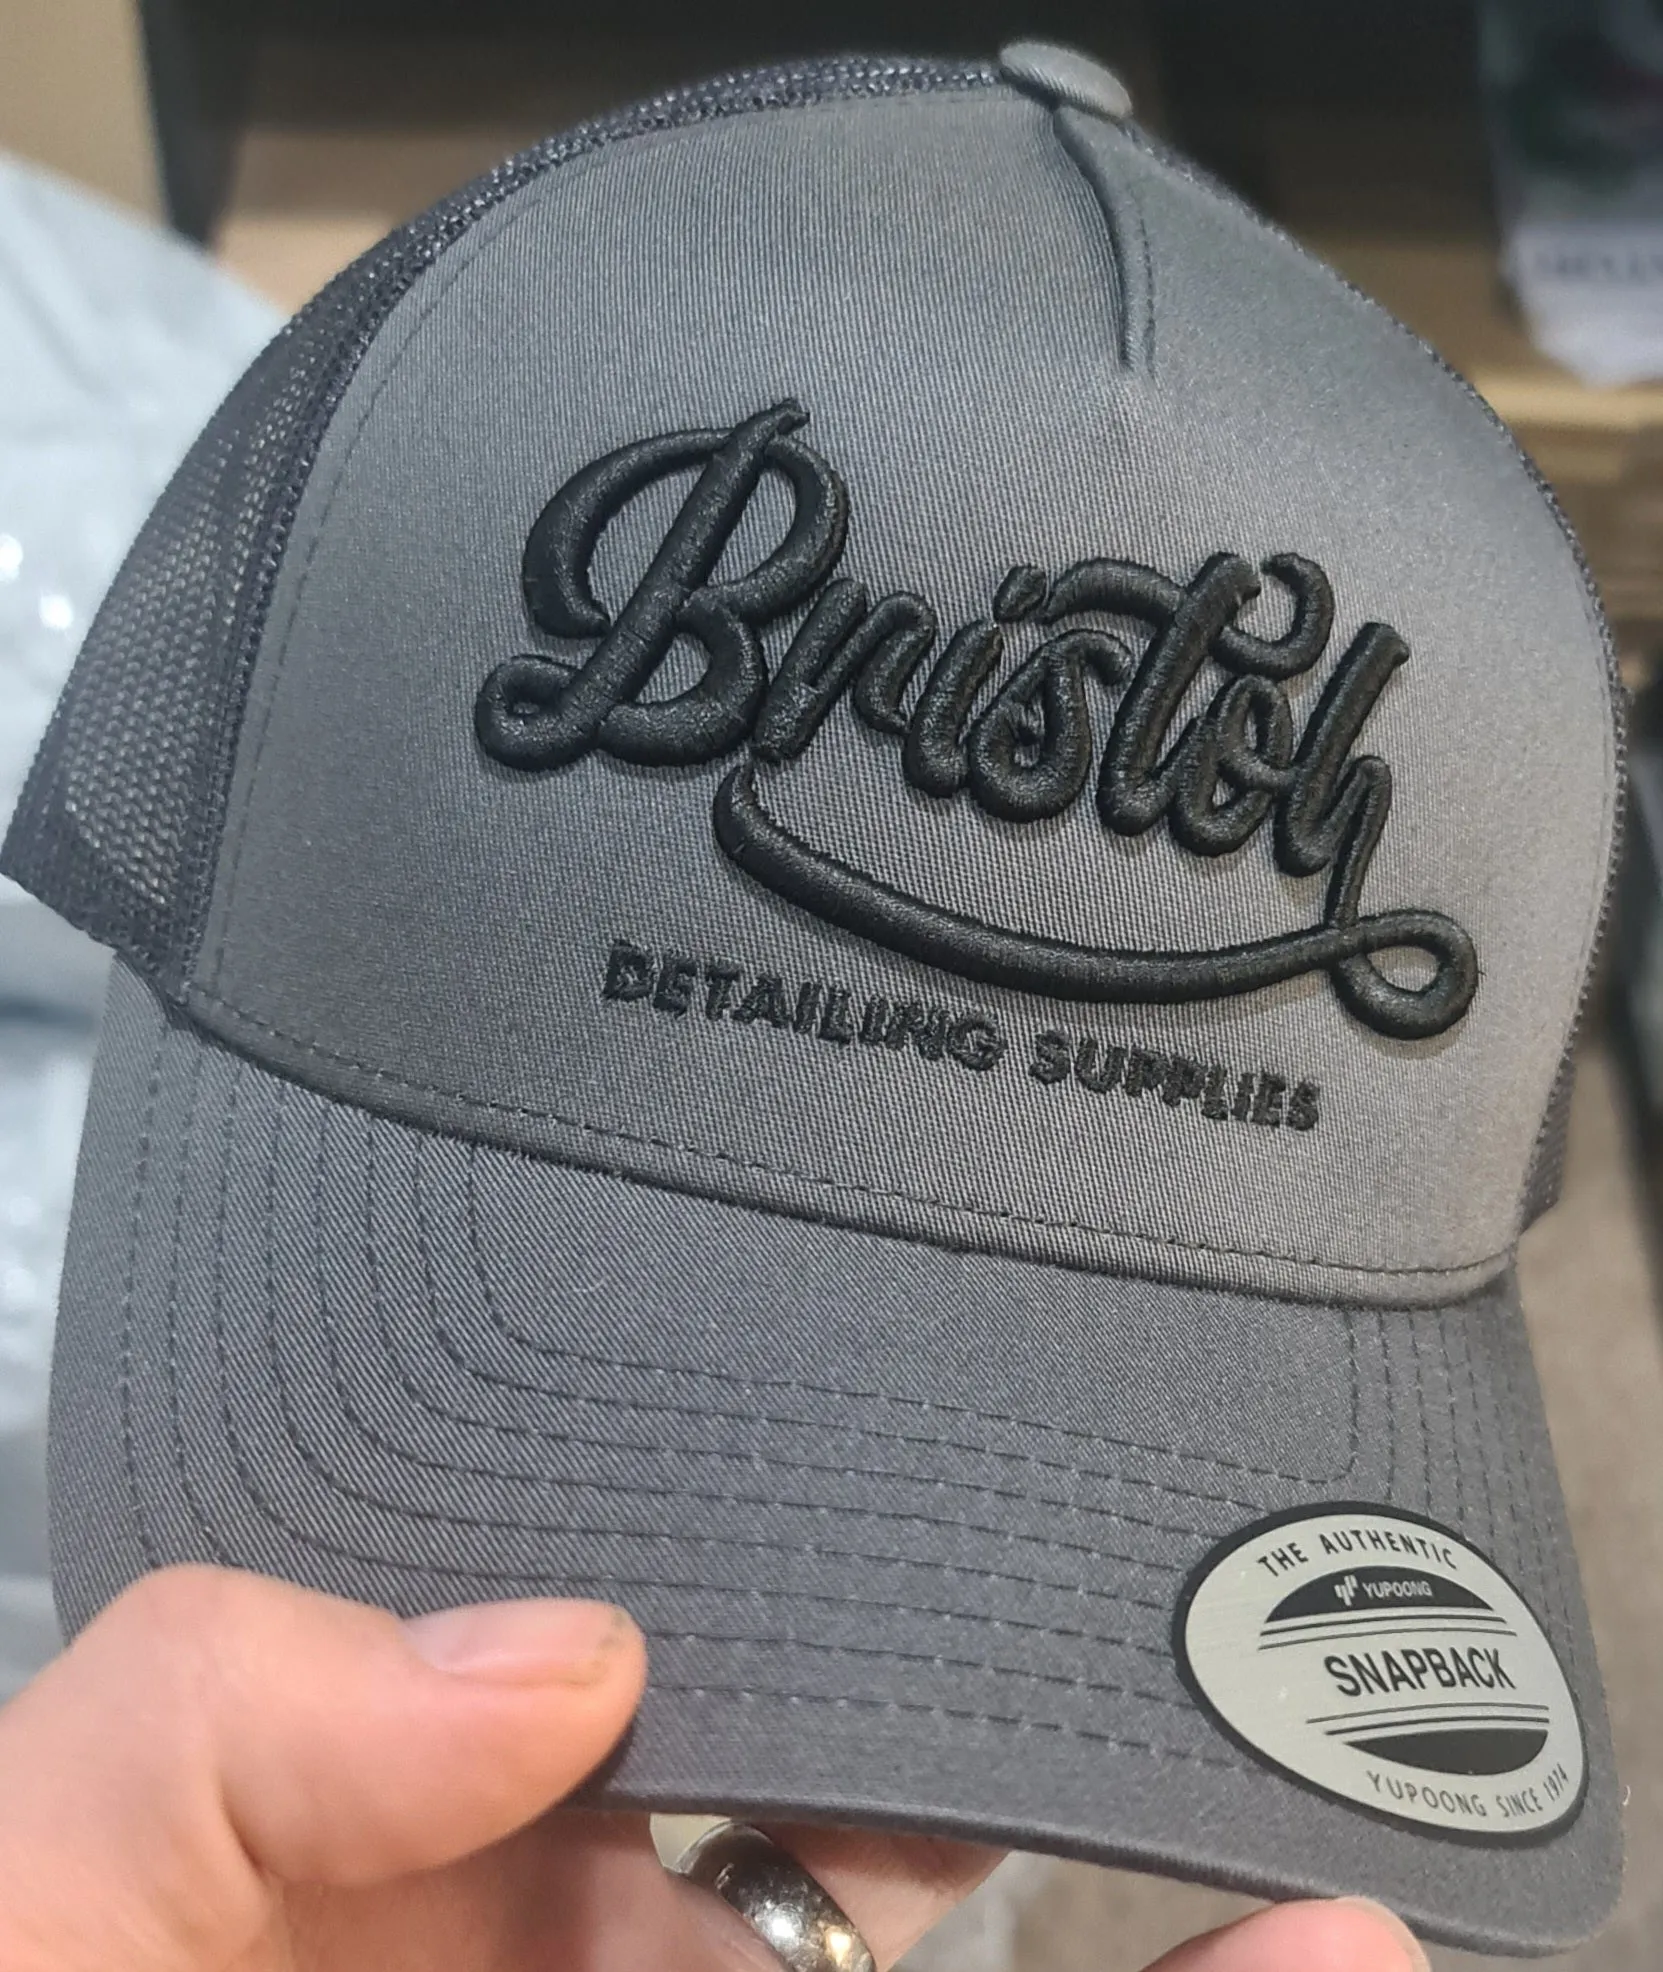 Bristol
DETAILING SUPPLIES
THE AUTHENTIC
YUPOONG
SNAPBACK
YUPOONG SINCE 1974